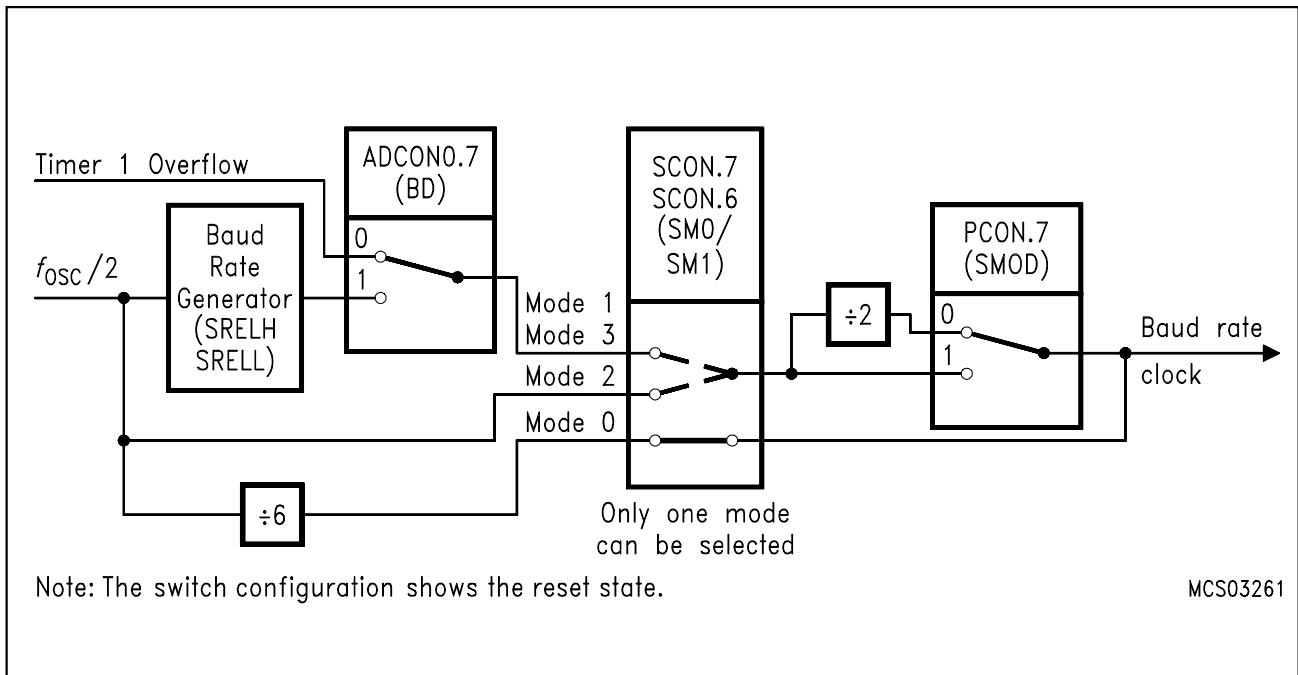 Timer 1 Overflow
fOSC/2
Baud
Rate
Generator
(SRELH
SRELL)
ADCON0.7
(BD)
0
1
Mode 1
Mode 3
Mode 2
Mode 0
÷6
SCON.7
SCON.6
(SM0/
SM1)
Only one mode
can be selected
÷2
PCON.7
(SMOD)
0
1
Baud rate
clock
Note: The switch configuration shows the reset state.
MCS03261